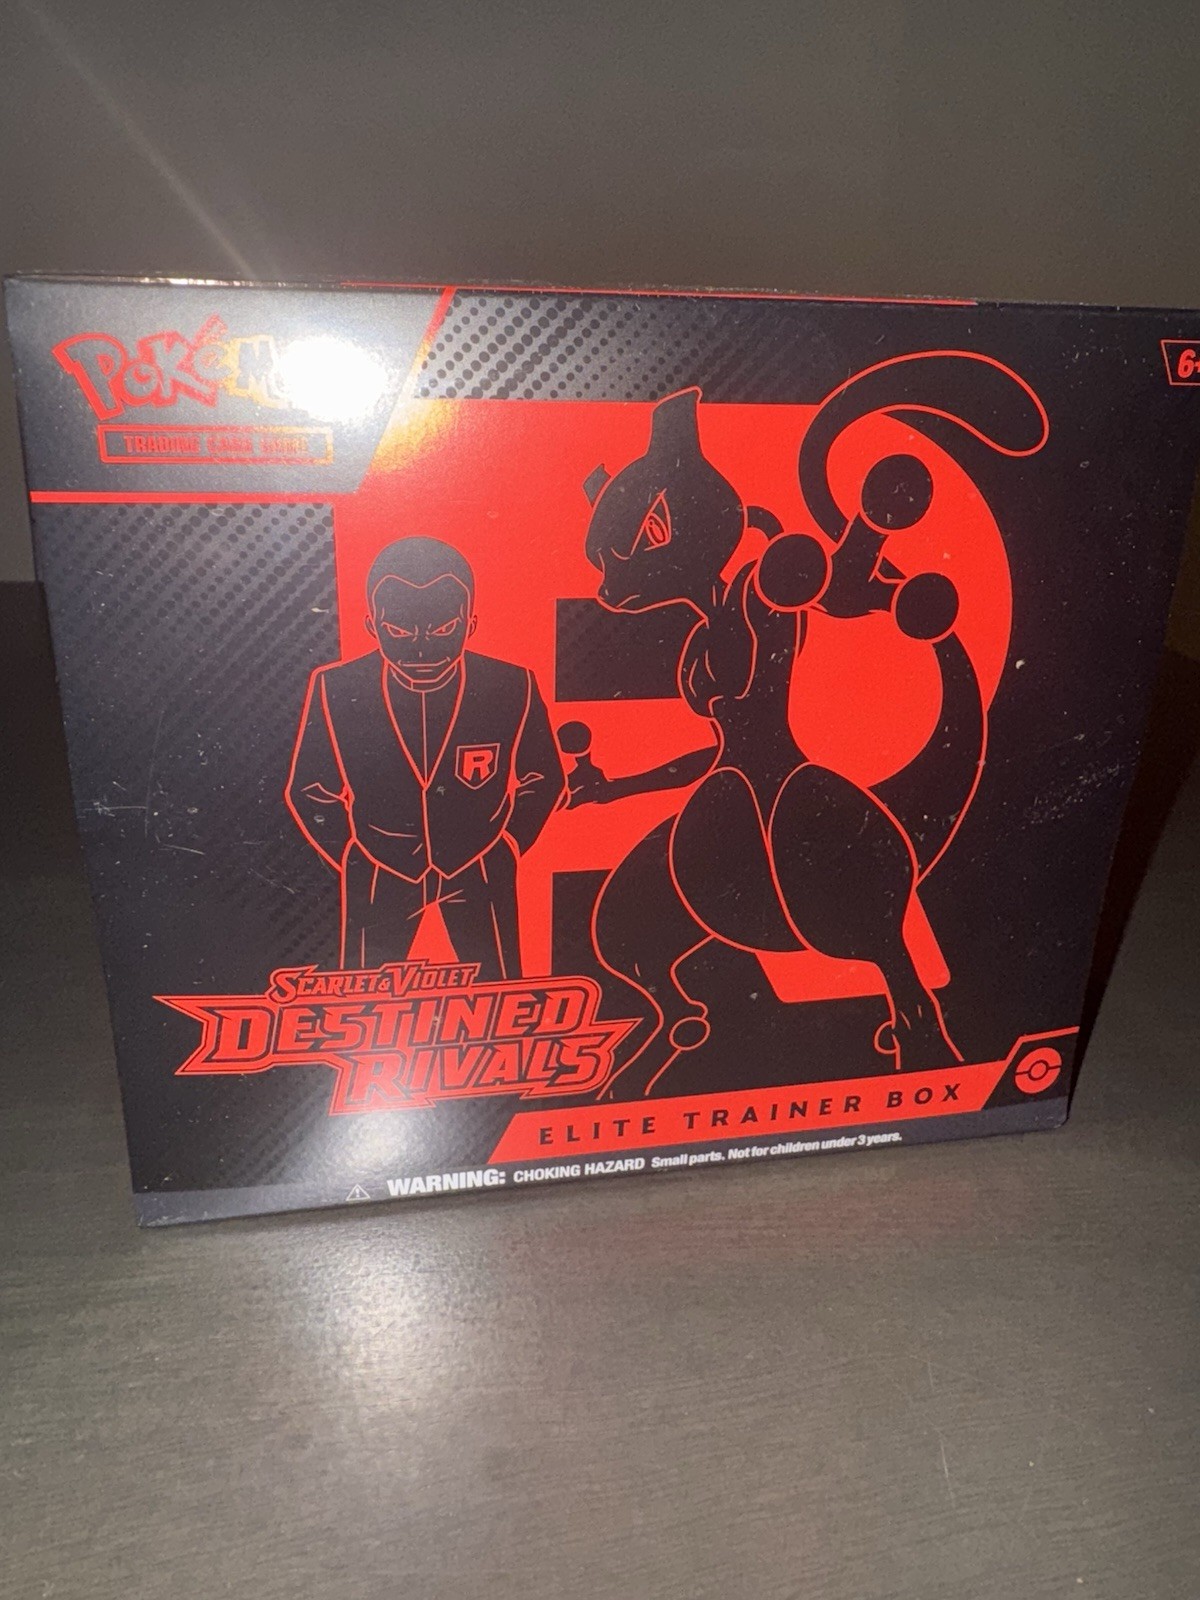 POKéM
TRADING CARD GAME
6+
R
SCARLET & VIOLET
DESTINED
RIVALS
ELITE TRAINER BOX
WARNING: CHOKING HAZARD Small parts. Not for children under 3 years.